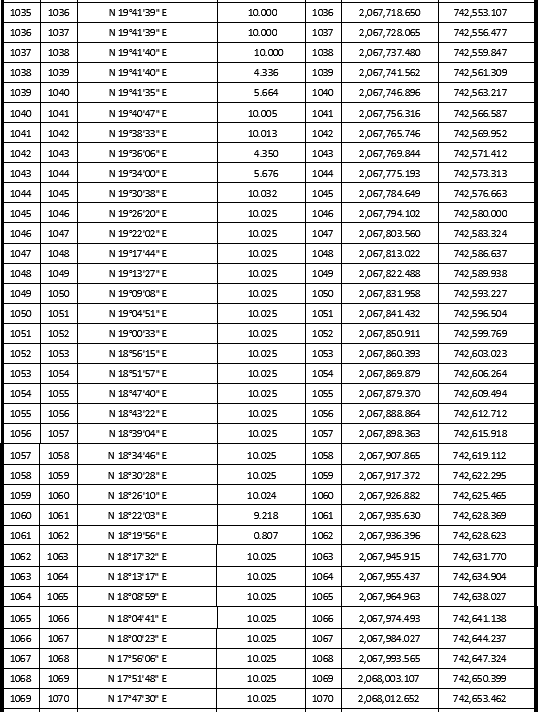 1035 1036 N 19°41'39" E 10.000 1036 2,067,718.650 742,553.107
1036 1037 N 19°41'39" E 10.000 1037 2,067,728.065 742,556.477
1037 1038 N 19°41'40" E 10.000 1038 2,067,737.480 742,559.847
1038 1039 N 19°41'40" E 4.336 1039 2,067,741.562 742,561.309
1039 1040 N 19°41'35" E 5.664 1040 2,067,746.896 742,563.217
1040 1041 N 19°40'47" E 10.005 1041 2,067,756.316 742,566.587
1041 1042 N 19°38'33" E 10.013 1042 2,067,765.746 742,569.952
1042 1043 N 19°36'06" E 4.350 1043 2,067,769.844 742,571.412
1043 1044 N 19°34'00" E 5.676 1044 2,067,775.193 742,573.313
1044 1045 N 19°30'38" E 10.032 1045 2,067,784.649 742,576.663
1045 1046 N 19°26'20" E 10.025 1046 2,067,794.102 742,580.000
1046 1047 N 19°22'02" E 10.025 1047 2,067,803.560 742,583.324
1047 1048 N 19°17'44" E 10.025 1048 2,067,813.022 742,586.637
1048 1049 N 19°13'27" E 10.025 1049 2,067,822.488 742,589.938
1049 1050 N 19°09'08" E 10.025 1050 2,067,831.958 742,593.227
1050 1051 N 19°04'51" E 10.025 1051 2,067,841.432 742,596.504
1051 1052 N 19°00'33" E 10.025 1052 2,067,850.911 742,599.769
1052 1053 N 18°56'15" E 10.025 1053 2,067,860.393 742,603.023
1053 1054 N 18°51'57" E 10.025 1054 2,067,869.879 742,606.264
1054 1055 N 18°47'40" E 10.025 1055 2,067,879.370 742,609.494
1055 1056 N 18°43'22" E 10.025 1056 2,067,888.864 742,612.712
1056 1057 N 18°39'04" E 10.025 1057 2,067,898.363 742,615.918
1057 1058 N 18°34'46" E 10.025 1058 2,067,907.865 742,619.112
1058 1059 N 18°30'28" E 10.025 1059 2,067,917.372 742,622.295
1059 1060 N 18°26'10" E 10.024 1060 2,067,926.882 742,625.465
1060 1061 N 18°22'03" E 9.218 1061 2,067,935.630 742,628.369
1061 1062 N 18°19'56" E 0.807 1062 2,067,936.396 742,628.623
1062 1063 N 18°17'32" E 10.025 1063 2,067,945.915 742,631.770
1063 1064 N 18°13'17" E 10.025 1064 2,067,955.437 742,634.904
1064 1065 N 18°08'59" E 10.025 1065 2,067,964.963 742,638.027
1065 1066 N 18°04'41" E 10.025 1066 2,067,974.493 742,641.138
1066 1067 N 18°00'23" E 10.025 1067 2,067,984.027 742,644.237
1067 1068 N 17°56'06" E 10.025 1068 2,067,993.565 742,647.324
1068 1069 N 17°51'48" E 10.025 1069 2,068,003.107 742,650.399
1069 1070 N 17°47'30" E 10.025 1070 2,068,012.652 742,653.462